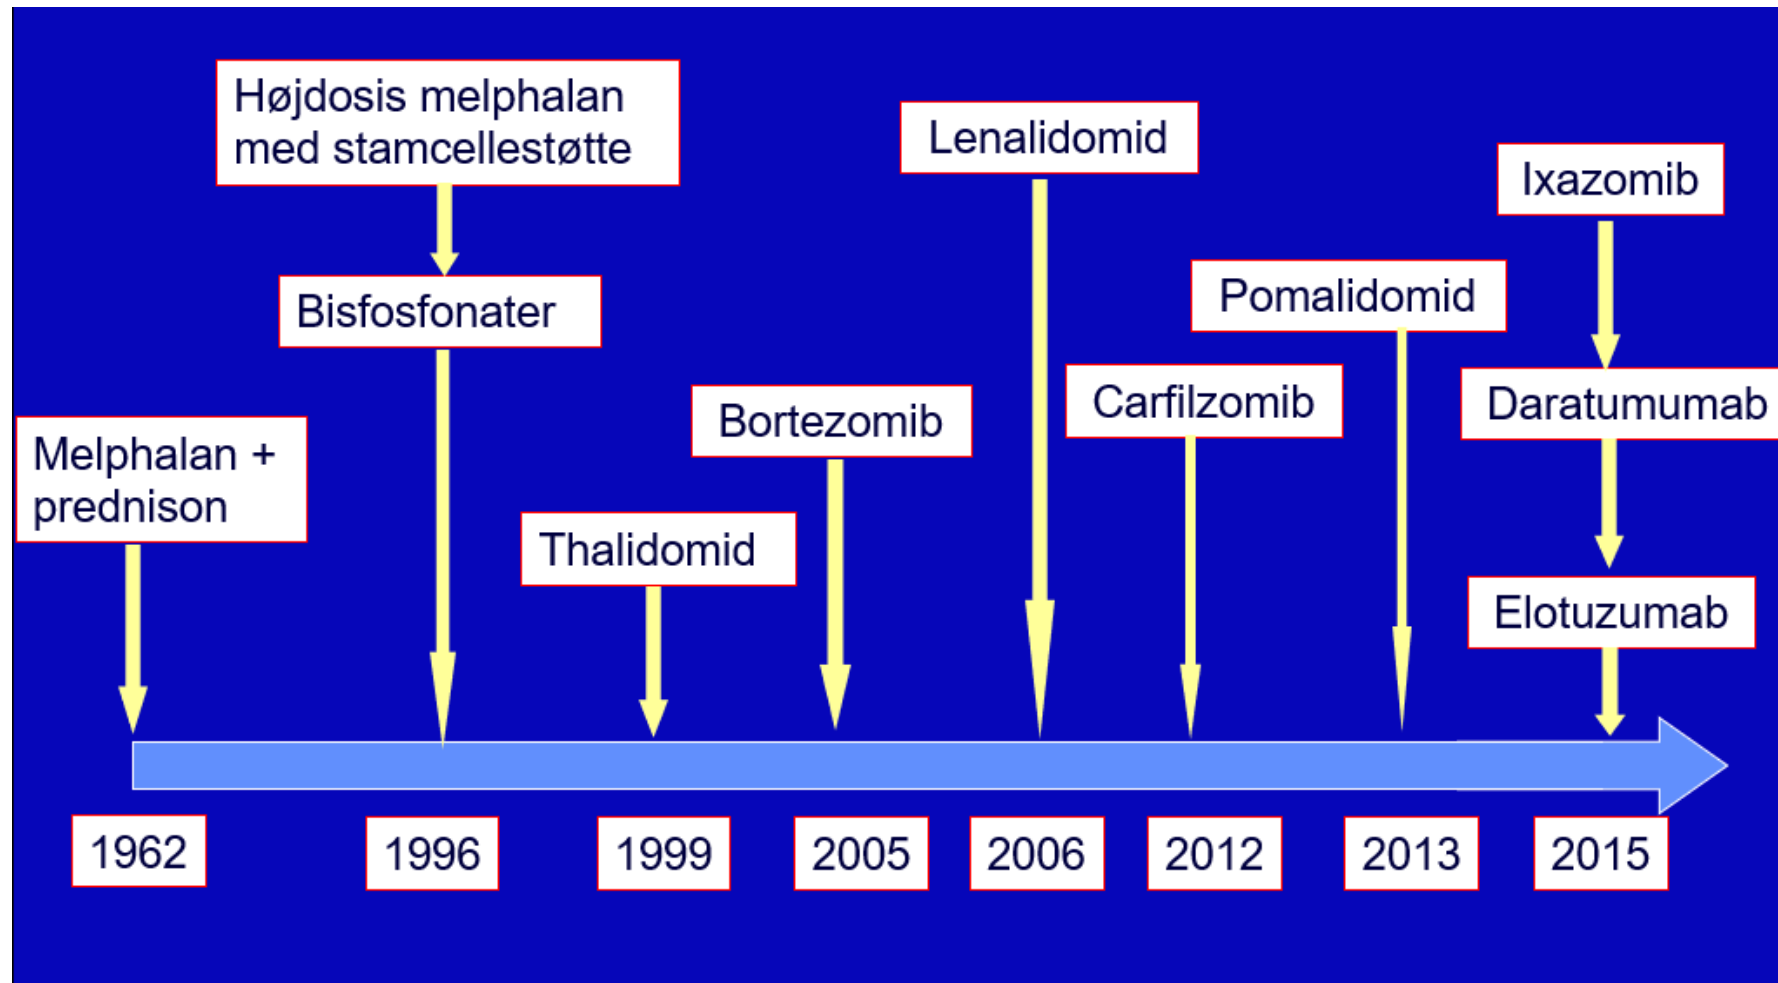 Højdosis melphalan
med stamcellestøtte
Bisfosfonater
Melphalan +
prednison
Thalidomid
Bortezomib
Lenalidomid
Carfilzomib
Pomalidomid
Ixazomib
Daratumumab
Elotuzumab
1962
1996
1999
2005
2006
2012
2013
2015